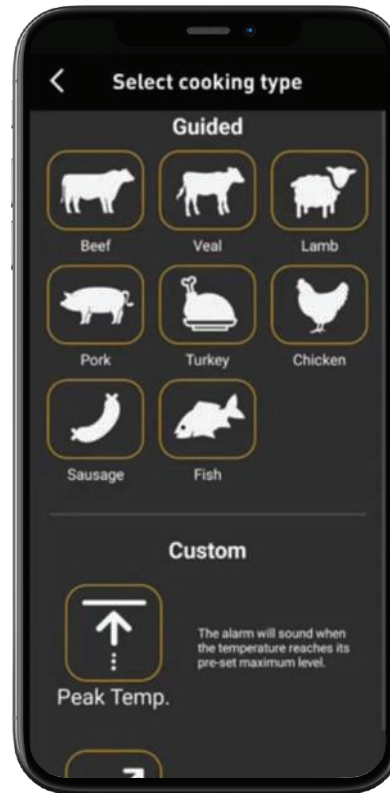 Select cooking type
Guided
Beef Veal Lamb
Pork Turkey Chicken
Sausage Fish
Custom
The alarm will sound when
the temperature reaches its
pre-set maximum level.
Peak Temp.